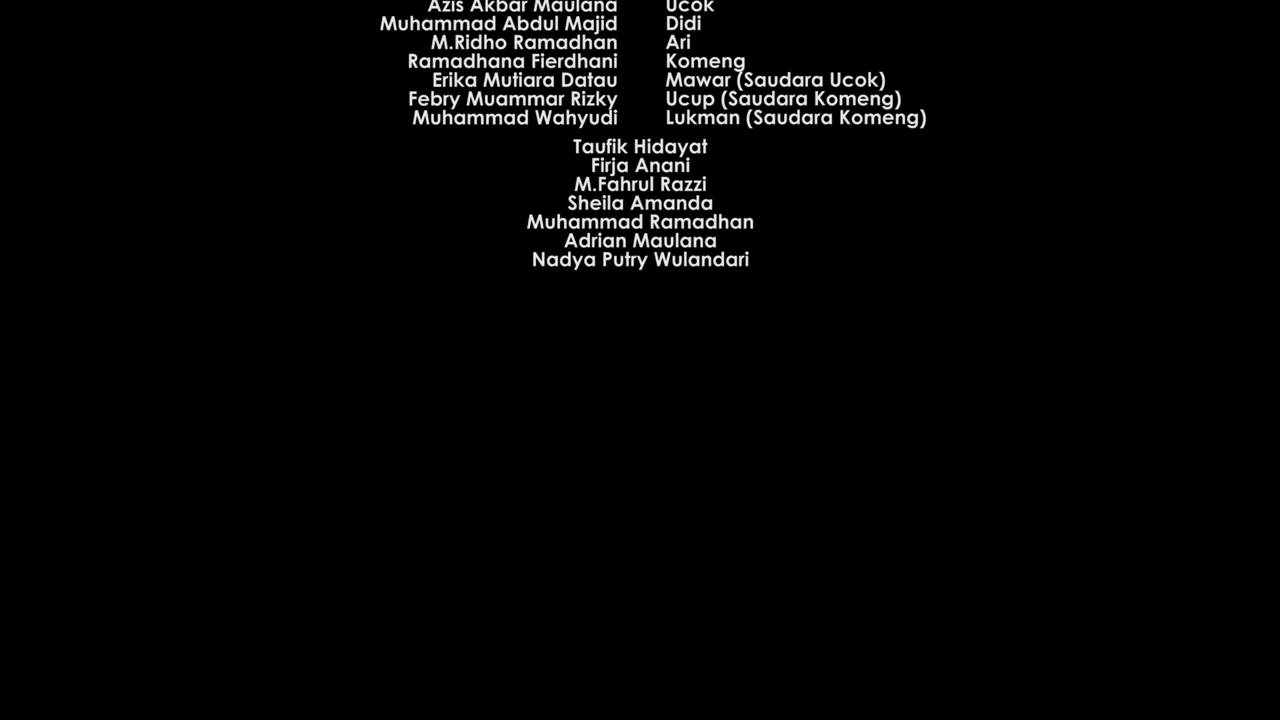 Azis Akbar Maulana Ucok
Muhammad Abdul Majid Didi
M.Ridho Ramadhan Ari
Ramadhana Fierdhani Komeng
Erika Mutiara Datau Mawar (Saudara Ucok)
Febry Muammar Rizky Ucup (Saudara Komeng)
Muhammad Wahyudi Lukman (Saudara Komeng)
Taufik Hidayat
Firja Anani
M.Fahrul Razzi
Sheila Amanda
Muhammad Ramadhan
Adrian Maulana
Nadya Putry Wulandari